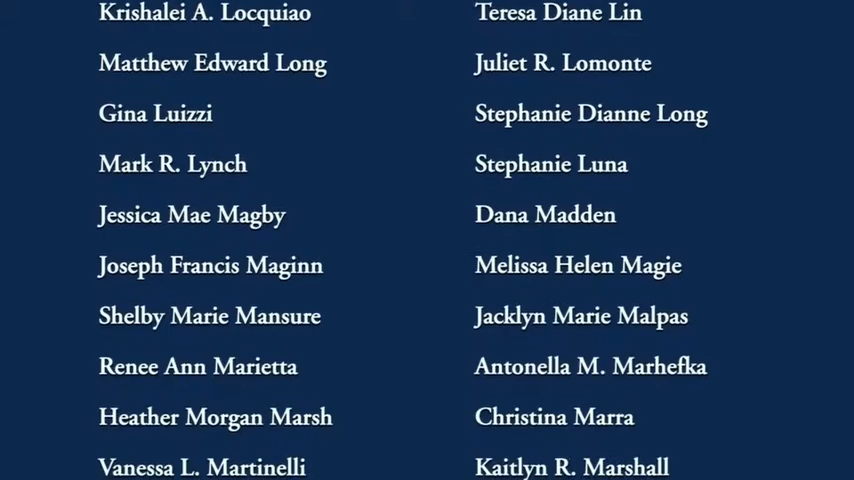 Krishalei A. Locquiao
Teresa Diane Lin
Matthew Edward Long
Juliet R. Lomonte
Gina Luizzi
Stephanie Dianne Long
Mark R. Lynch
Stephanie Luna
Jessica Mae Magby
Dana Madden
Joseph Francis Maginn
Melissa Helen Magie
Shelby Marie Mansure
Jacklyn Marie Malpas
Renee Ann Marietta
Antonella M. Marhefka
Heather Morgan Marsh
Christina Marra
Vanessa L. Martinelli
Kaitlyn R. Marshall